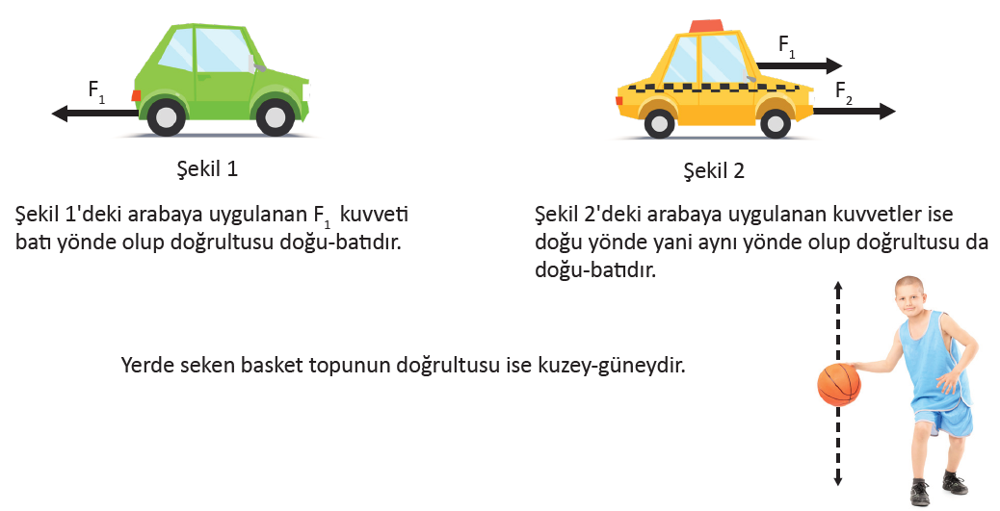 F1
Şekil 1
Şekil 1'deki arabaya uygulanan F1 kuvveti
batı yönde olup doğrultusu doğu-batıdır.
F1
F2
Şekil 2
Şekil 2'deki arabaya uygulanan kuvvetler ise
doğu yönde yani aynı yönde olup doğrultusu da
doğu-batıdır.
Yerde seken basket topunun doğrultusu ise kuzey-güneydir.